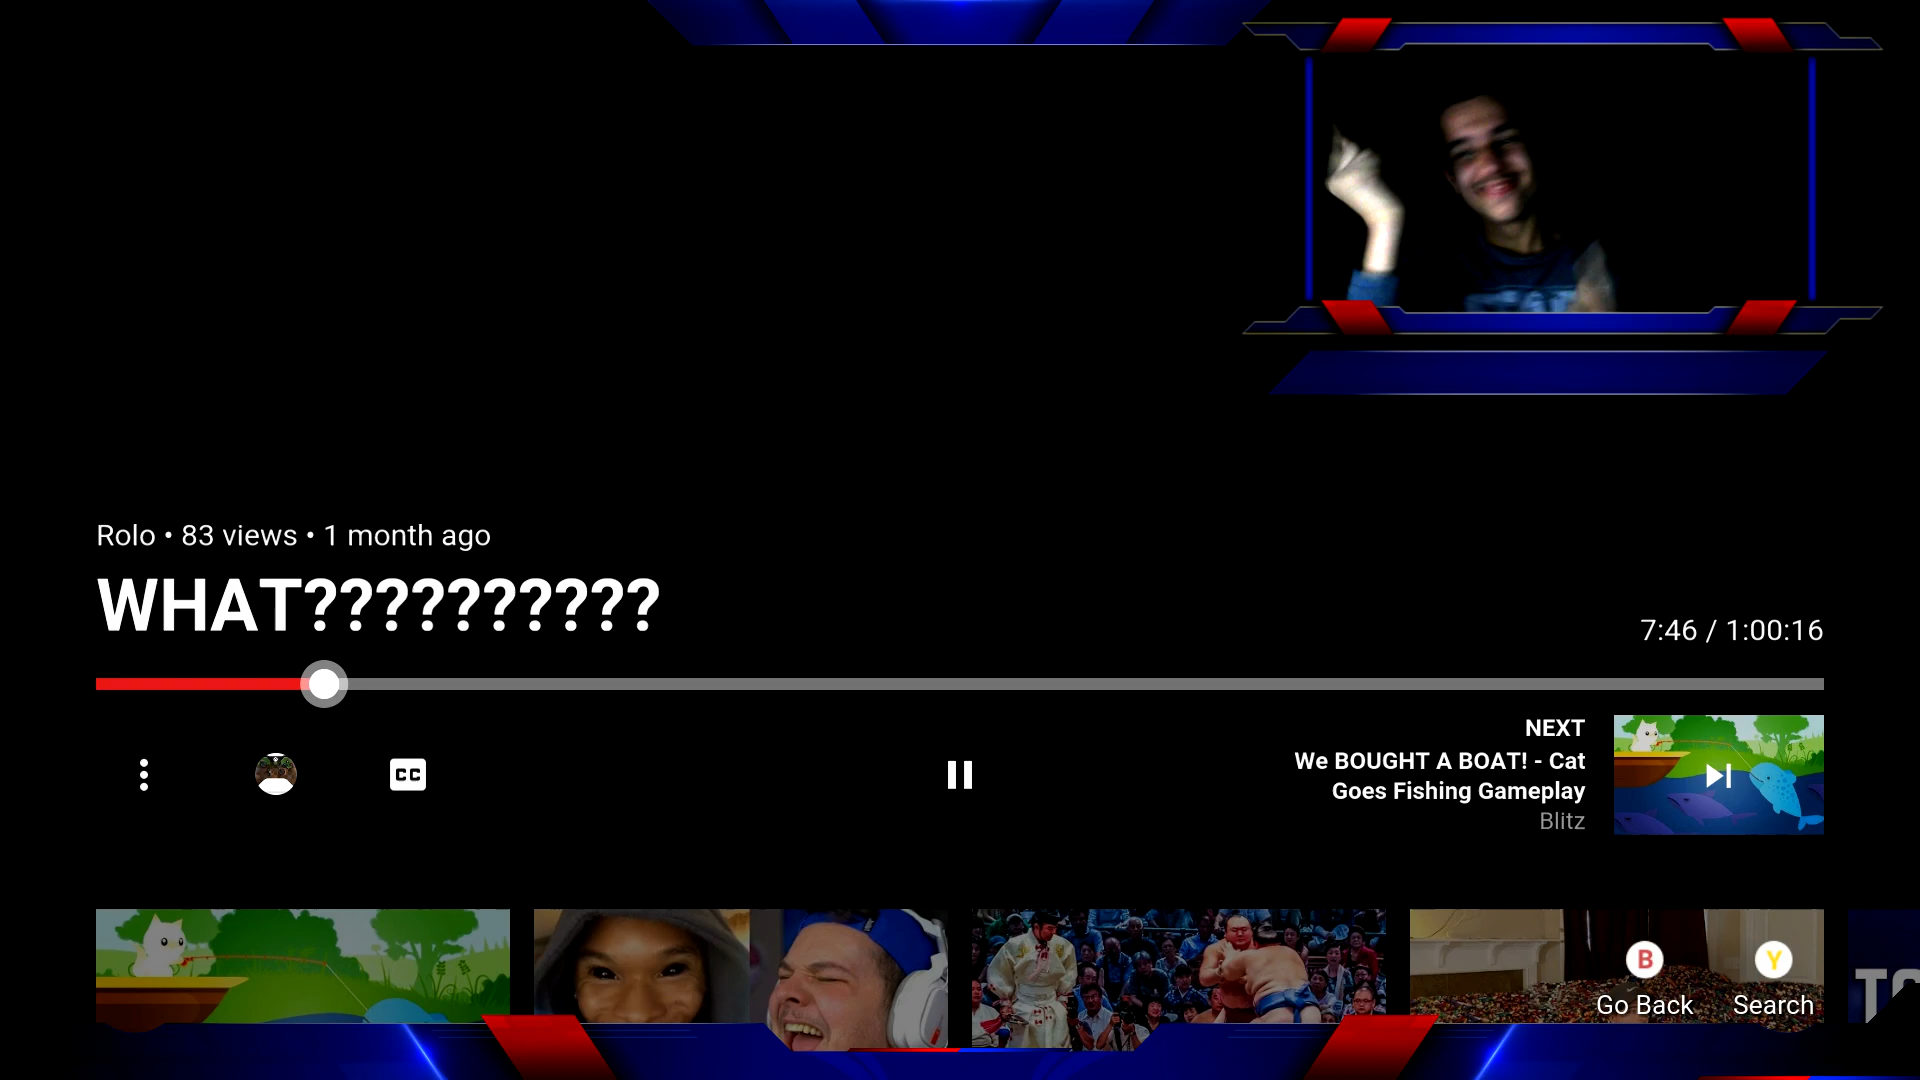 Rolo • 83 views • 1 month ago
WHAT??????????
7:46 / 1:00:16
NEXT
We BOUGHT A BOAT! - Cat
Goes Fishing Gameplay
Blitz
CC
B
Y
Go Back
Search